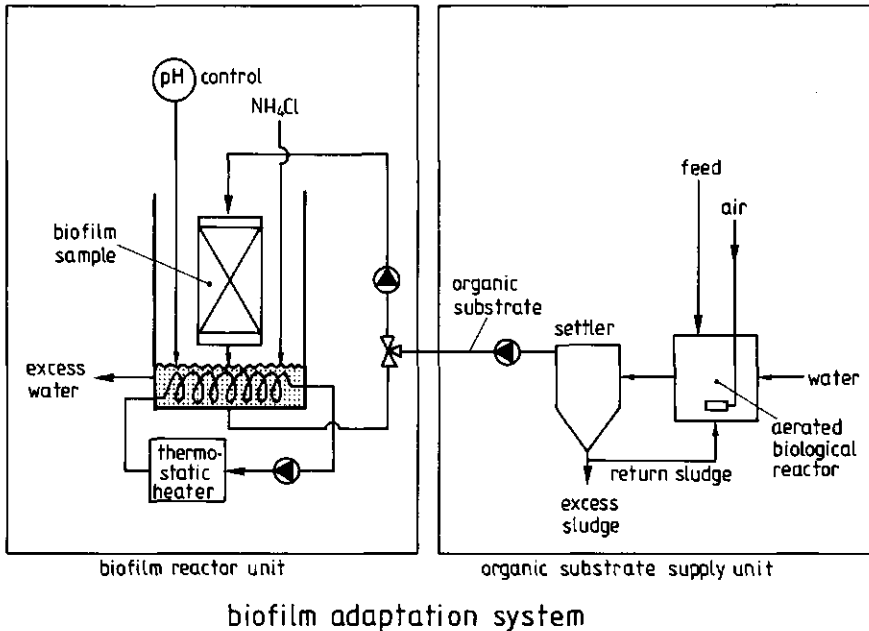 pH control
NH4Cl
biofilm
sample
excess
water
thermo-
static
heater
organic
substrate
settler
feed
air
water
aerated
biological
reactor
return sludge
excess
sludge
biofilm reactor unit
organic substrate supply unit
biofilm adaptation system